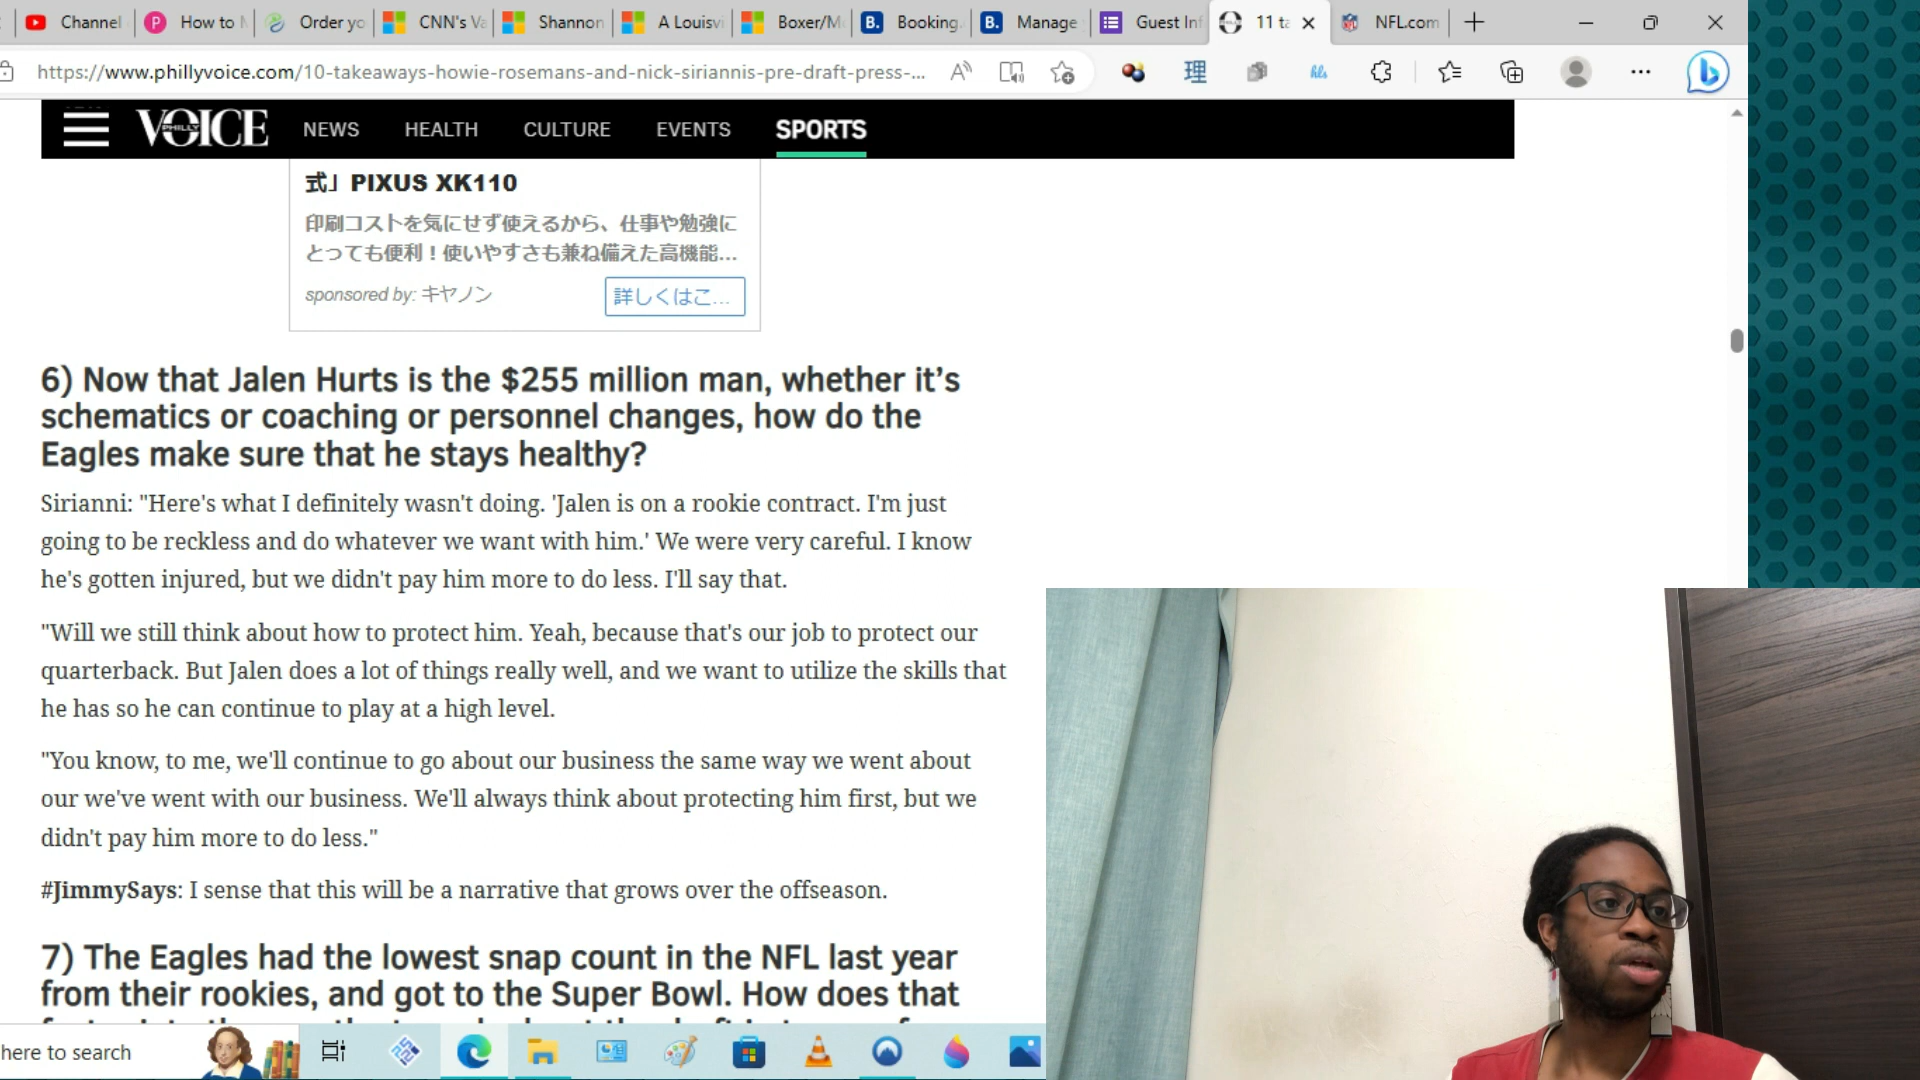 Channel
How to
Order yo
CNN's Va
Shannon
A Louisvi
Boxer/M
Booking.
Manage
Guest Inf
11 ta
NFL.com
https://www.phillyvoice.com/10-takeaways-howie-rosemans-and-nick-siriannis-pre-draft-press-...
理
hls
PHILLY VOICE
NEWS
HEALTH
CULTURE
EVENTS
SPORTS
式」PIXUS XK110
印刷コストを気にせず使えるから、仕事や勉強に
とっても便利！使いやすさも兼ね備えた高機能...
sponsored by: キヤノン
詳しくはこ...
6) Now that Jalen Hurts is the $255 million man, whether it’s
schematics or coaching or personnel changes, how do the
Eagles make sure that he stays healthy?
Sirianni: "Here's what I definitely wasn't doing. 'Jalen is on a rookie contract. I'm just
going to be reckless and do whatever we want with him.' We were very careful. I know
he's gotten injured, but we didn't pay him more to do less. I'll say that.
"Will we still think about how to protect him. Yeah, because that's our job to protect our
quarterback. But Jalen does a lot of things really well, and we want to utilize the skills that
he has so he can continue to play at a high level.
"You know, to me, we'll continue to go about our business the same way we went about
our we've went with our business. We'll always think about protecting him first, but we
didn't pay him more to do less."
#JimmySays: I sense that this will be a narrative that grows over the offseason.
7) The Eagles had the lowest snap count in the NFL last year
from their rookies, and got to the Super Bowl. How does that
here to search